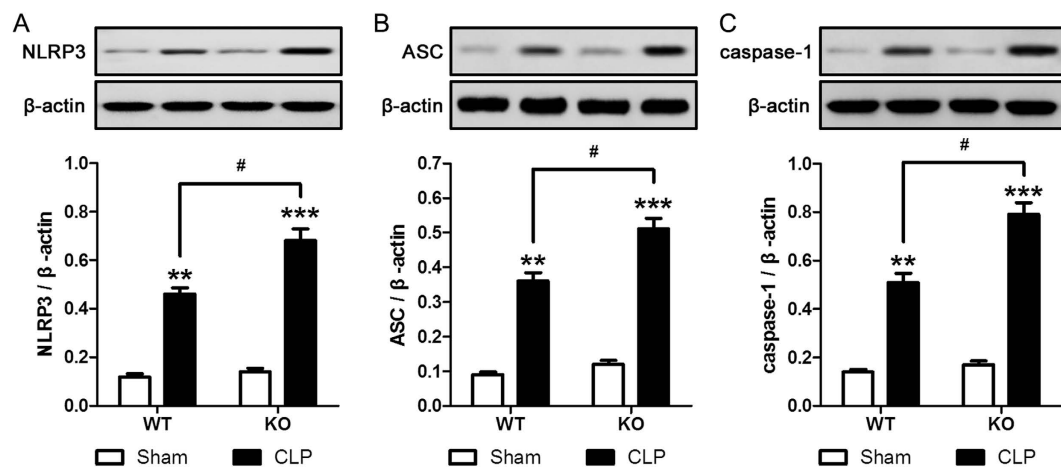 A
NLRP3
β-actin
1.0
0.8
0.6
0.4
0.2
0.0
NLRP3 / β -actin
#
**
***
WT
KO
Sham
CLP
B
ASC
β-actin
0.7
0.6
0.5
0.4
0.3
0.2
0.1
0.0
ASC / β -actin
#
**
***
WT
KO
Sham
CLP
C
caspase-1
β-actin
1.0
0.8
0.6
0.4
0.2
0.0
caspase-1 / β -actin
#
**
***
WT
KO
Sham
CLP